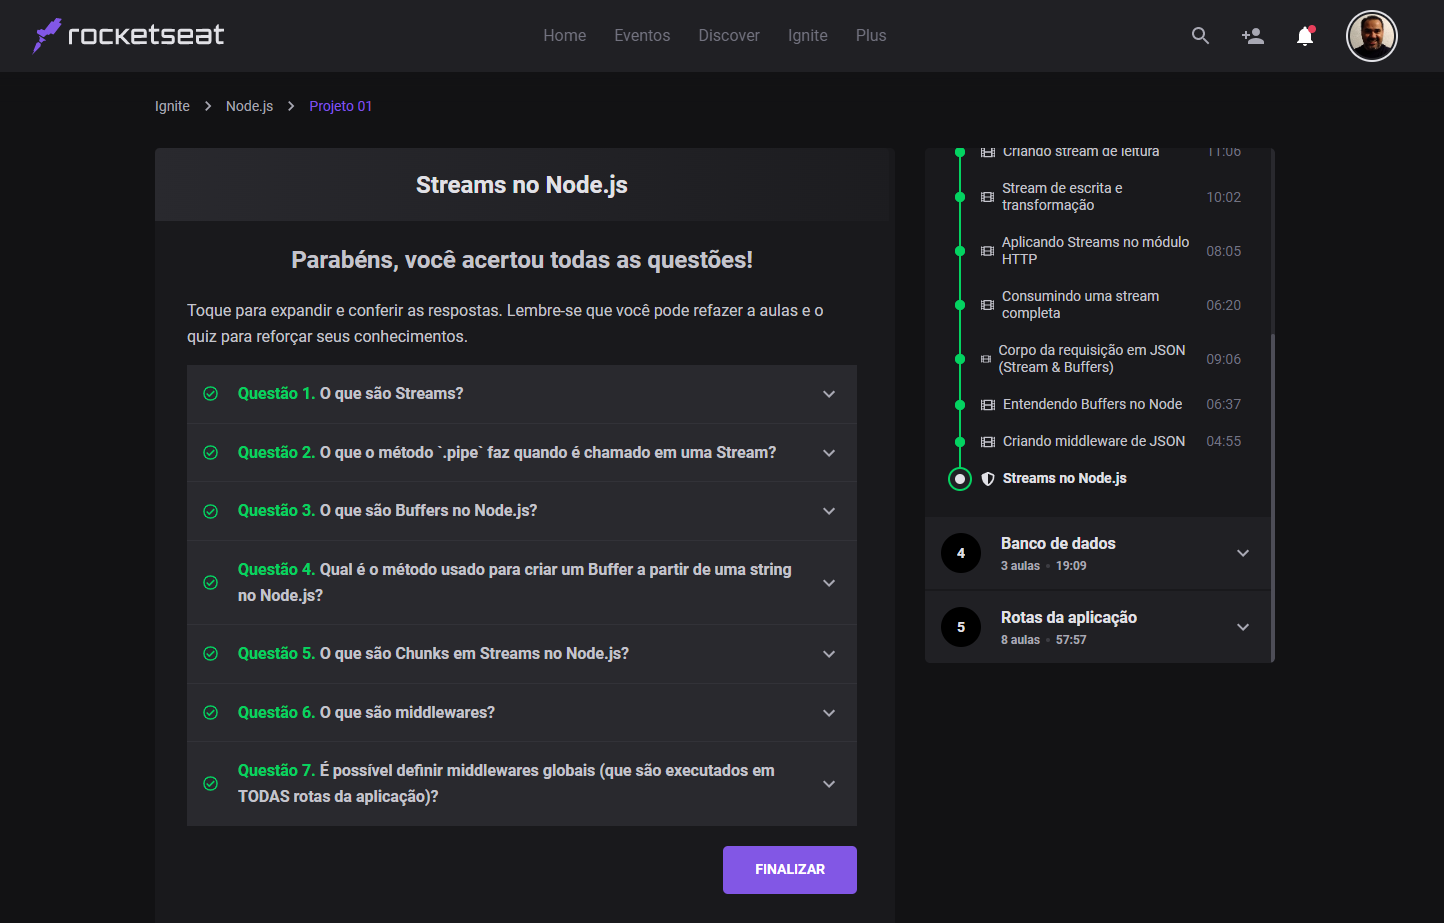 rocketseat
Home
Eventos
Discover
Ignite
Plus
Ignite
Node.js
Projeto 01
Streams no Node.js
Parabéns, você acertou todas as questões!
Toque para expandir e conferir as respostas. Lembre-se que você pode refazer a aulas e o
quiz para reforçar seus conhecimentos.
Questão 1. O que são Streams?
Questão 2. O que o método `.pipe` faz quando é chamado em uma Stream?
Questão 3. O que são Buffers no Node.js?
Questão 4. Qual é o método usado para criar um Buffer a partir de uma string
no Node.js?
Questão 5. O que são Chunks em Streams no Node.js?
Questão 6. O que são middlewares?
Questão 7. É possível definir middlewares globais (que são executados em
TODAS rotas da aplicação)?
FINALIZAR
Criando stream de leitura 11:06
Stream de escrita e
transformação
10:02
Aplicando Streams no módulo
HTTP
08:05
Consumindo uma stream
completa
06:20
Corpo da requisição em JSON
(Stream & Buffers)
09:06
Entendendo Buffers no Node 06:37
Criando middleware de JSON 04:55
Streams no Node.js
4
Banco de dados
3 aulas • 19:09
5
Rotas da aplicação
8 aulas • 57:57